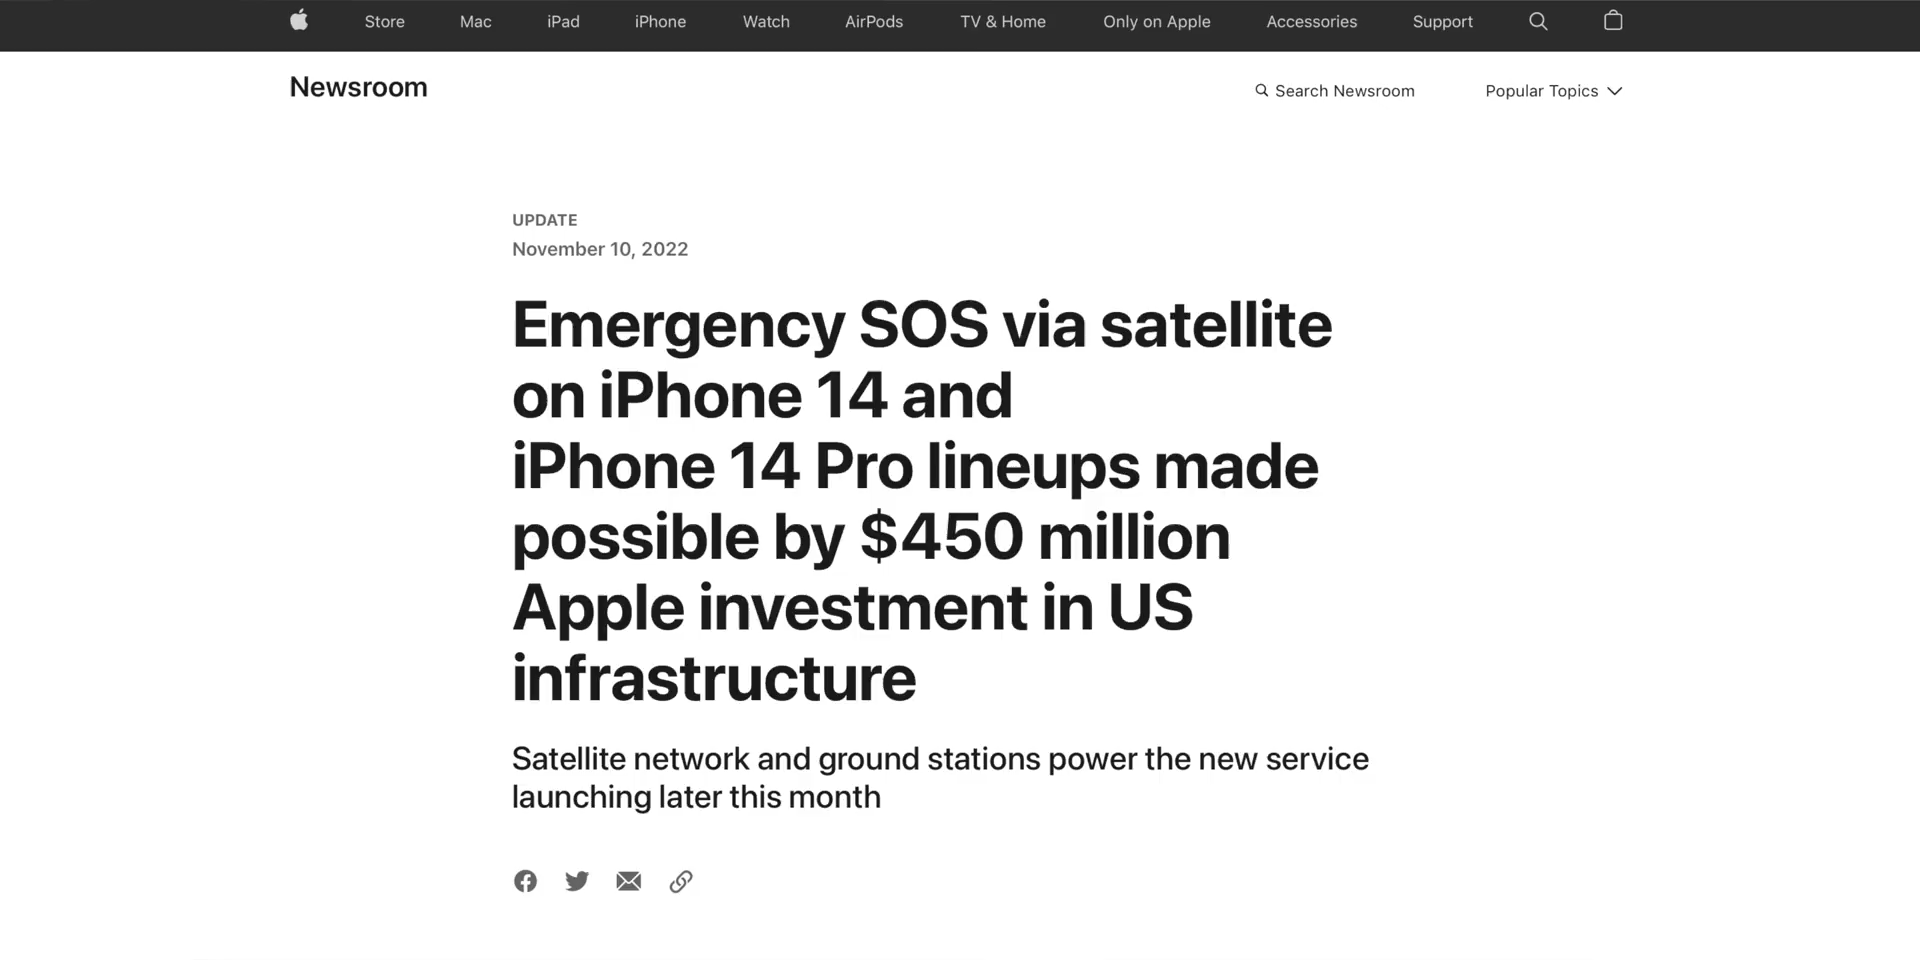 Store Mac iPad iPhone Watch AirPods TV & Home Only on Apple Accessories Support
Newsroom
Search Newsroom
Popular Topics
UPDATE
November 10, 2022
Emergency SOS via satellite
on iPhone 14 and
iPhone 14 Pro lineups made
possible by $450 million
Apple investment in US
infrastructure
Satellite network and ground stations power the new service
launching later this month